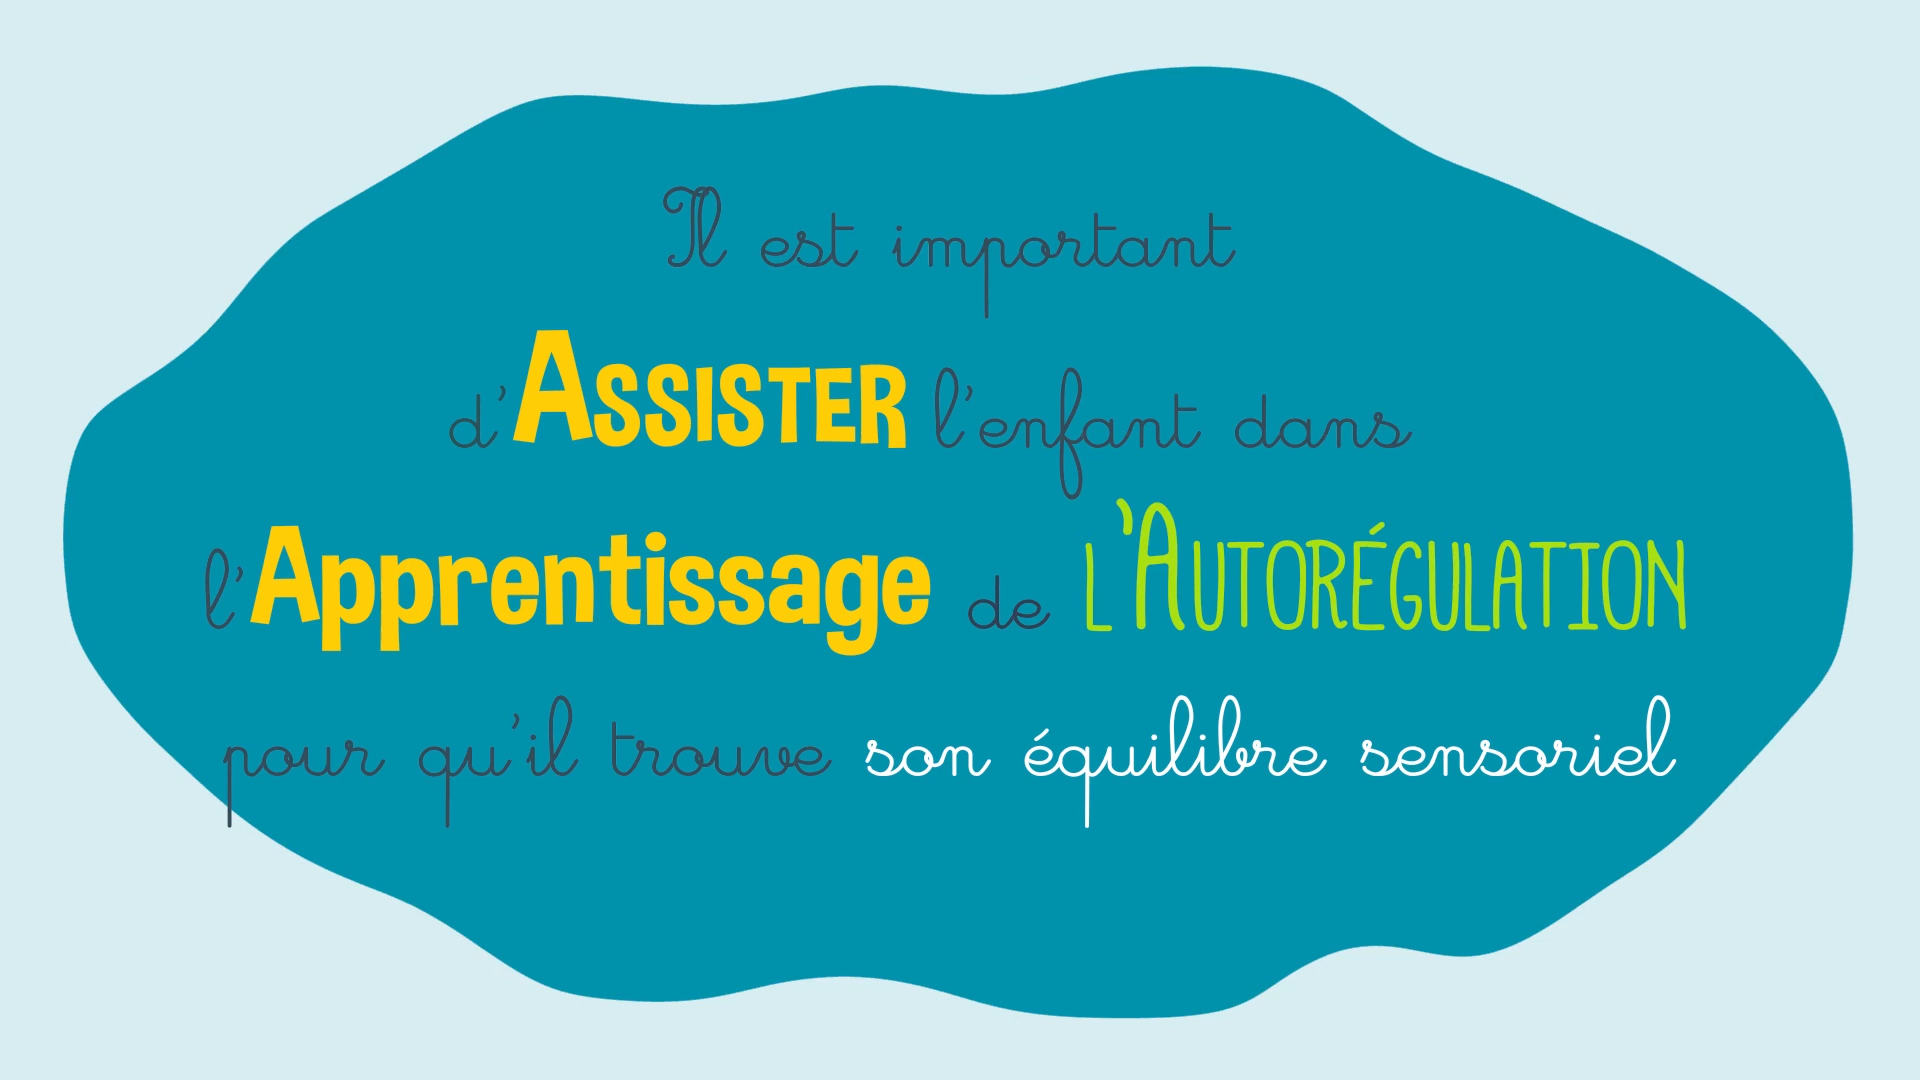 Il est important
d'ASSISTER l'enfant dans
l'Apprentissage de L'AUTORÉGULATION
pour qu'il trouve son équilibre sensoriel